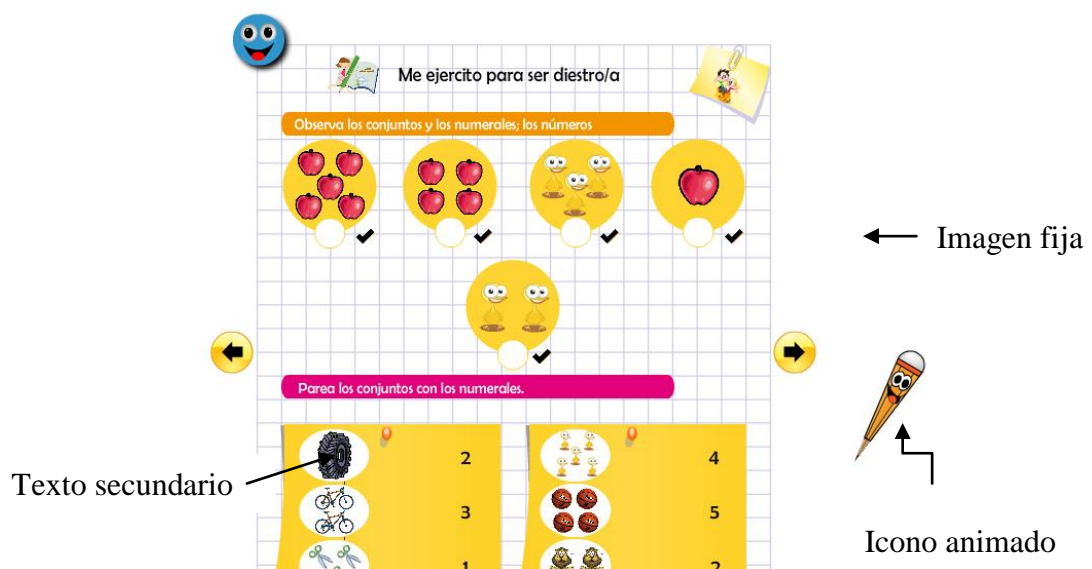 Me ejercito para ser diestro/a
Observa los conjuntos y los numerales; los números
Imagen fija
Parea los conjuntos con los numerales.
Texto secundario
2
4
3
5
1
2
Icono animado